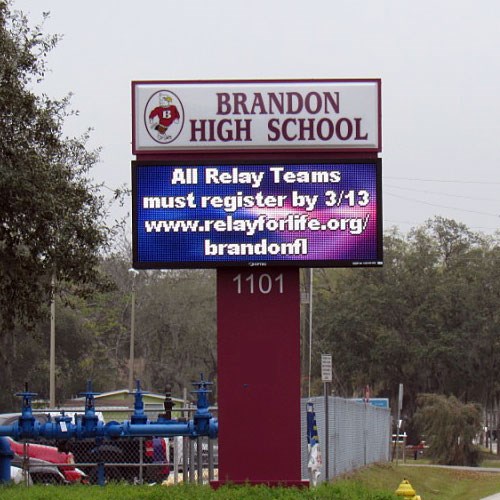 BRANDON
HIGH SCHOOL
B
All Relay Teams
must register by 3/13
www.relayforlife.org/
brandonfl
1101